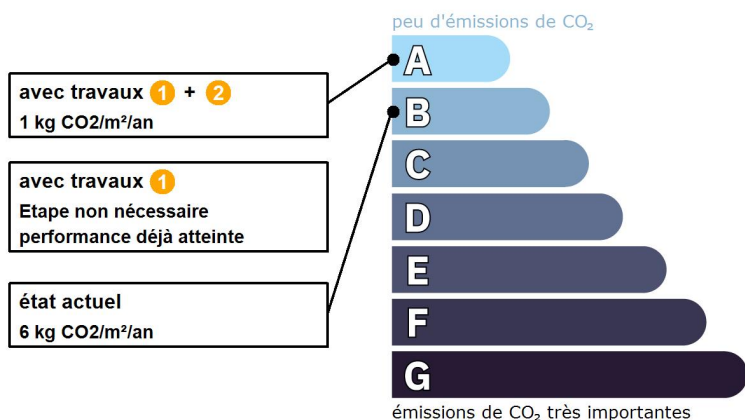 peu d'émissions de CO₂
avec travaux 1 + 2
1 kg CO2/m²/an
avec travaux 1
Etape non nécessaire
performance déjà atteinte
état actuel
6 kg CO2/m²/an
A
B
C
D
E
F
G
émissions de CO₂ très importantes